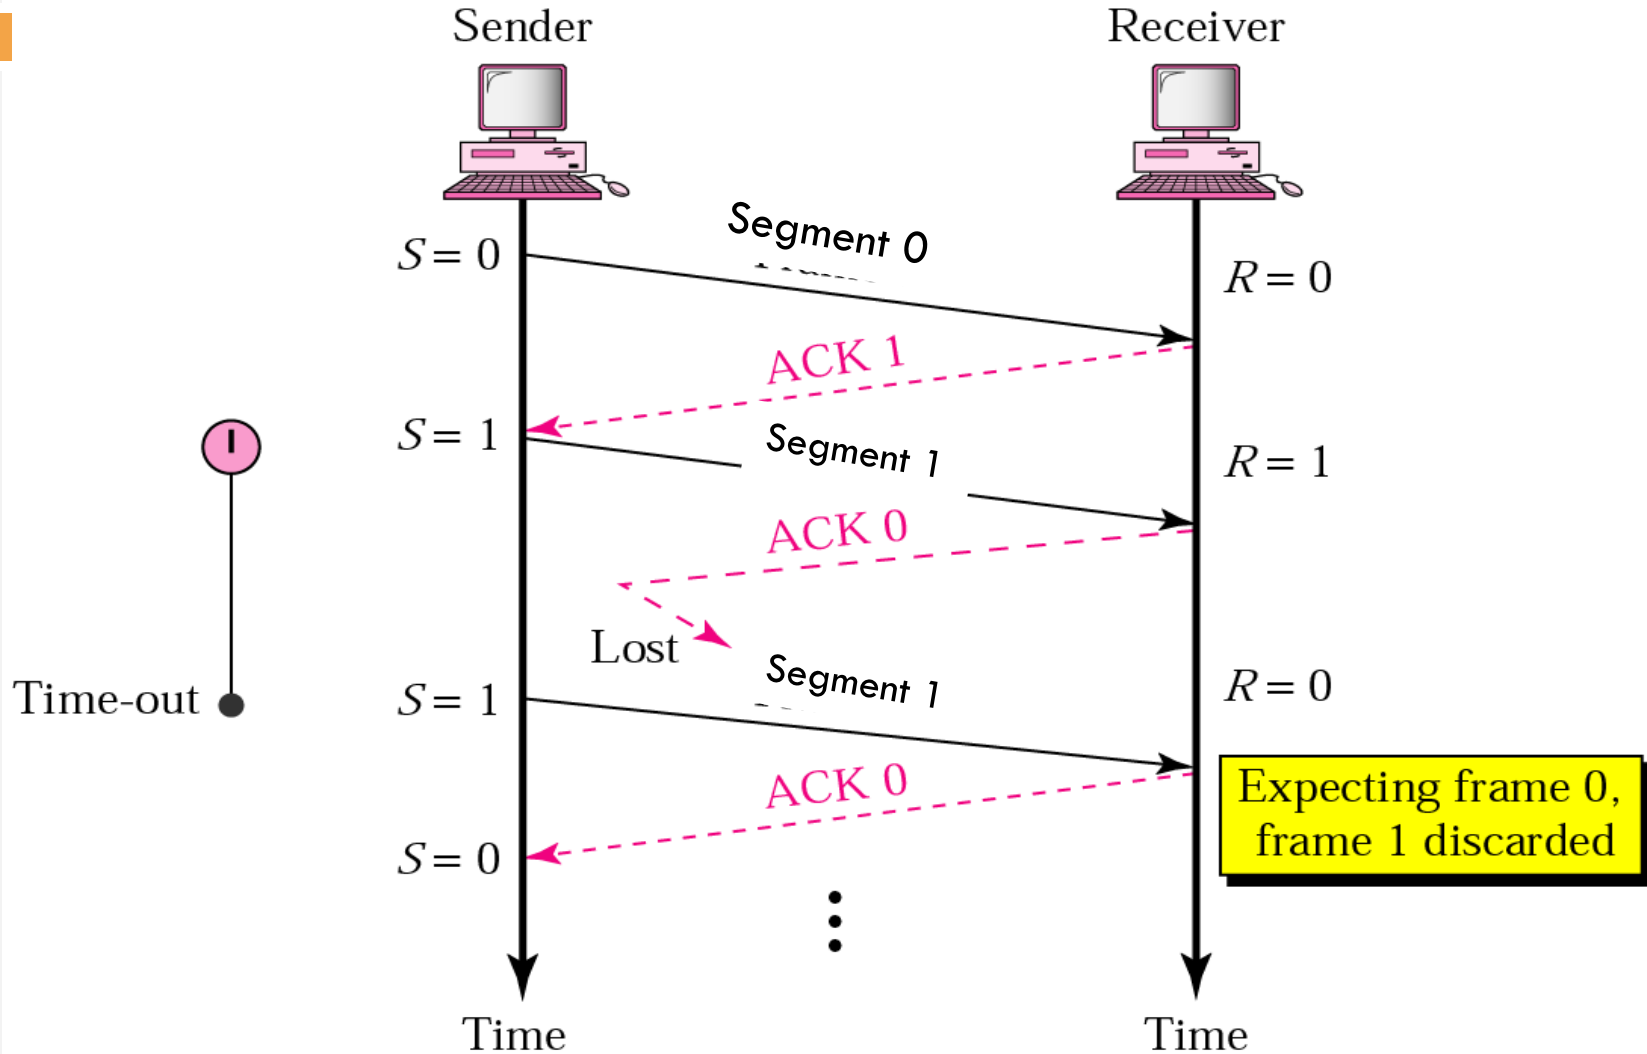 Sender
Receiver
Segment 0
S = 0
R = 0
ACK 1
S = 1
Segment 1
R = 1
ACK 0
Lost
Segment 1
Time-out
S = 1
R = 0
ACK 0
Expecting frame 0,
frame 1 discarded
S = 0
Time
Time